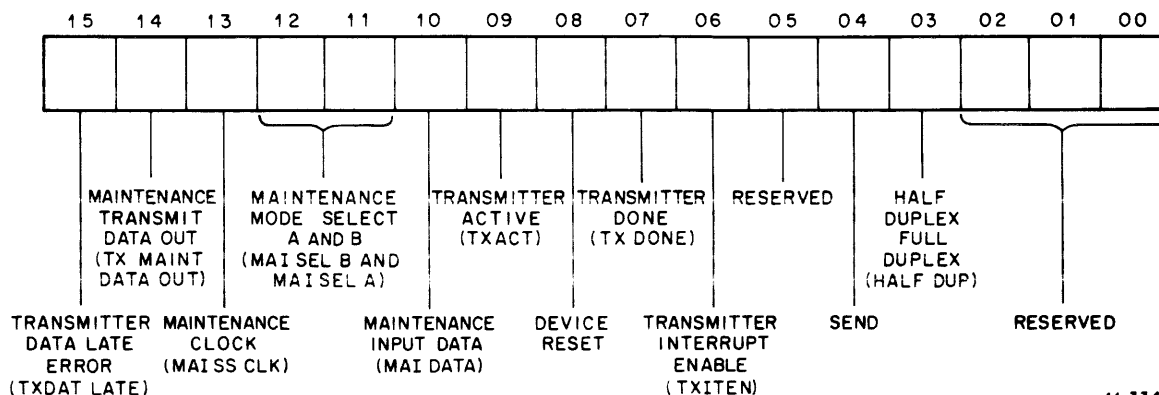 15 14 13 12 11 10 09 08 07 06 05 04 03 02 01 00
MAINTENANCE
TRANSMIT
DATA OUT
(TX MAINT
DATA OUT)
MAINTENANCE
MODE SELECT
A AND B
(MAI SEL B AND
MAI SEL A)
TRANSMITTER
ACTIVE
(TXACT)
TRANSMITTER
DONE
(TX DONE)
RESERVED
HALF
DUPLEX
FULL
DUPLEX
(HALF DUP)
TRANSMITTER
DATA LATE
ERROR
(TXDAT LATE)
MAINTENANCE
CLOCK
(MAI SS CLK)
MAINTENANCE
INPUT DATA
(MAI DATA)
DEVICE
RESET
TRANSMITTER
INTERRUPT
ENABLE
(TXITEN)
SEND
RESERVED